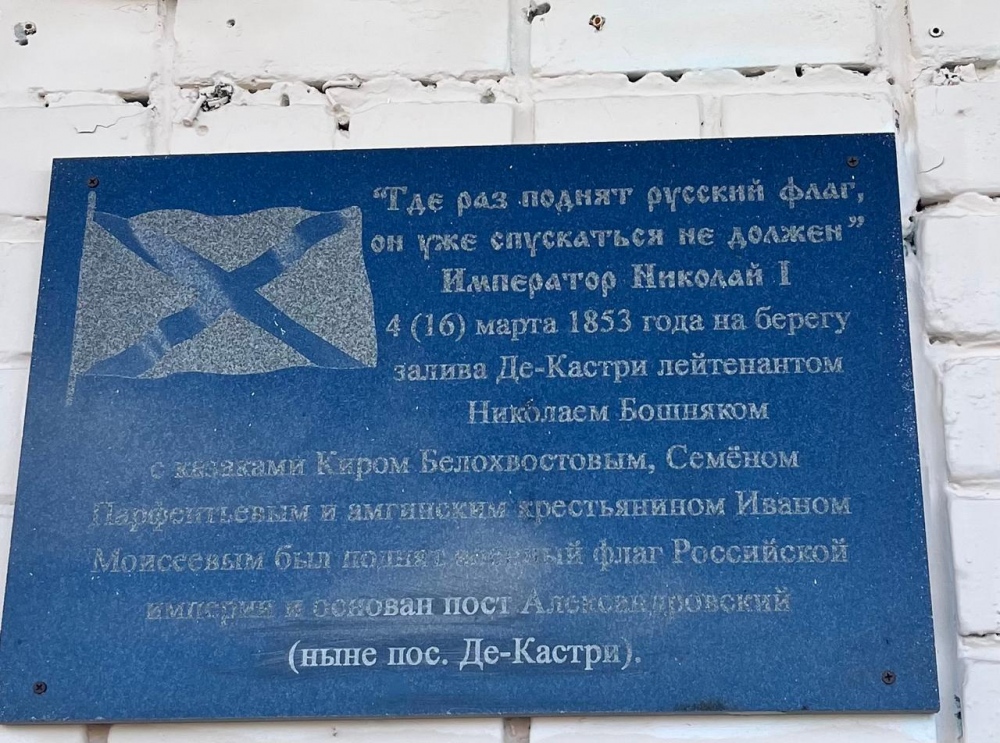 “Где раз поднят русский флаг,
он уже спускаться не должен”
Император Николай I
4 (16) марта 1853 года на берегу
залива Де-Кастри лейтенантом
Николаем Бошняком
с казаками Киром Белохвостовым, Семёном
Парфентьевым и амгинским крестьянином Иваном
Моисеевым был поднят военный флаг Российской
империи и основан пост Александровский
(ныне пос. Де-Кастри).